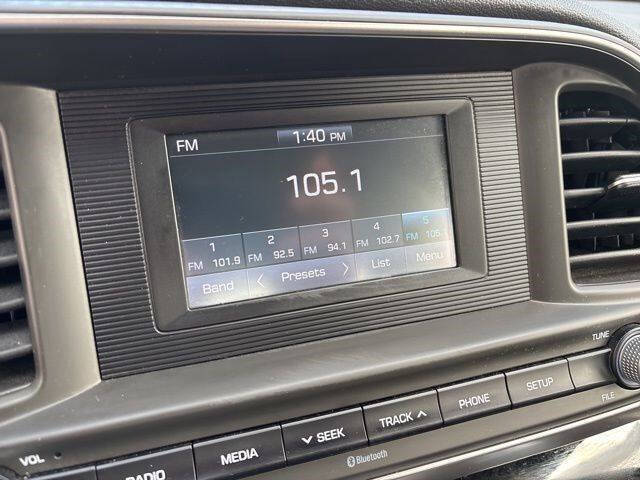 FM 1:40 PM
105.1
1 2 3 4 5
FM 101.9 FM 92.5 FM 94.1 FM 102.7 FM 105.1
Band < Presets > List Menu
TUNE
FILE
VOL RADIO MEDIA SEEK TRACK PHONE SETUP
Bluetooth